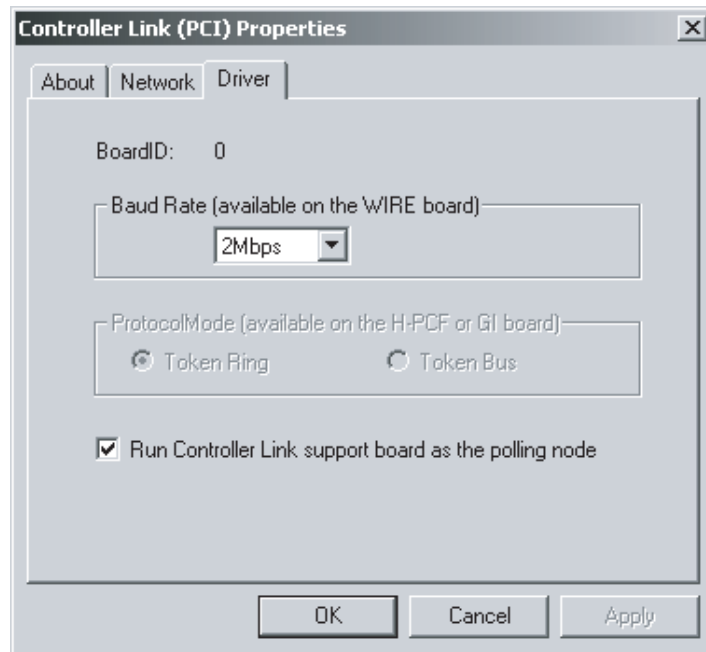 Controller Link (PCI) Properties
About Network Driver
BoardID: 0
Baud Rate (available on the WIRE board)
2Mbps
ProtocolMode (available on the H-PCF or GI board)
Token Ring Token Bus
Run Controller Link support board as the polling node
OK Cancel Apply